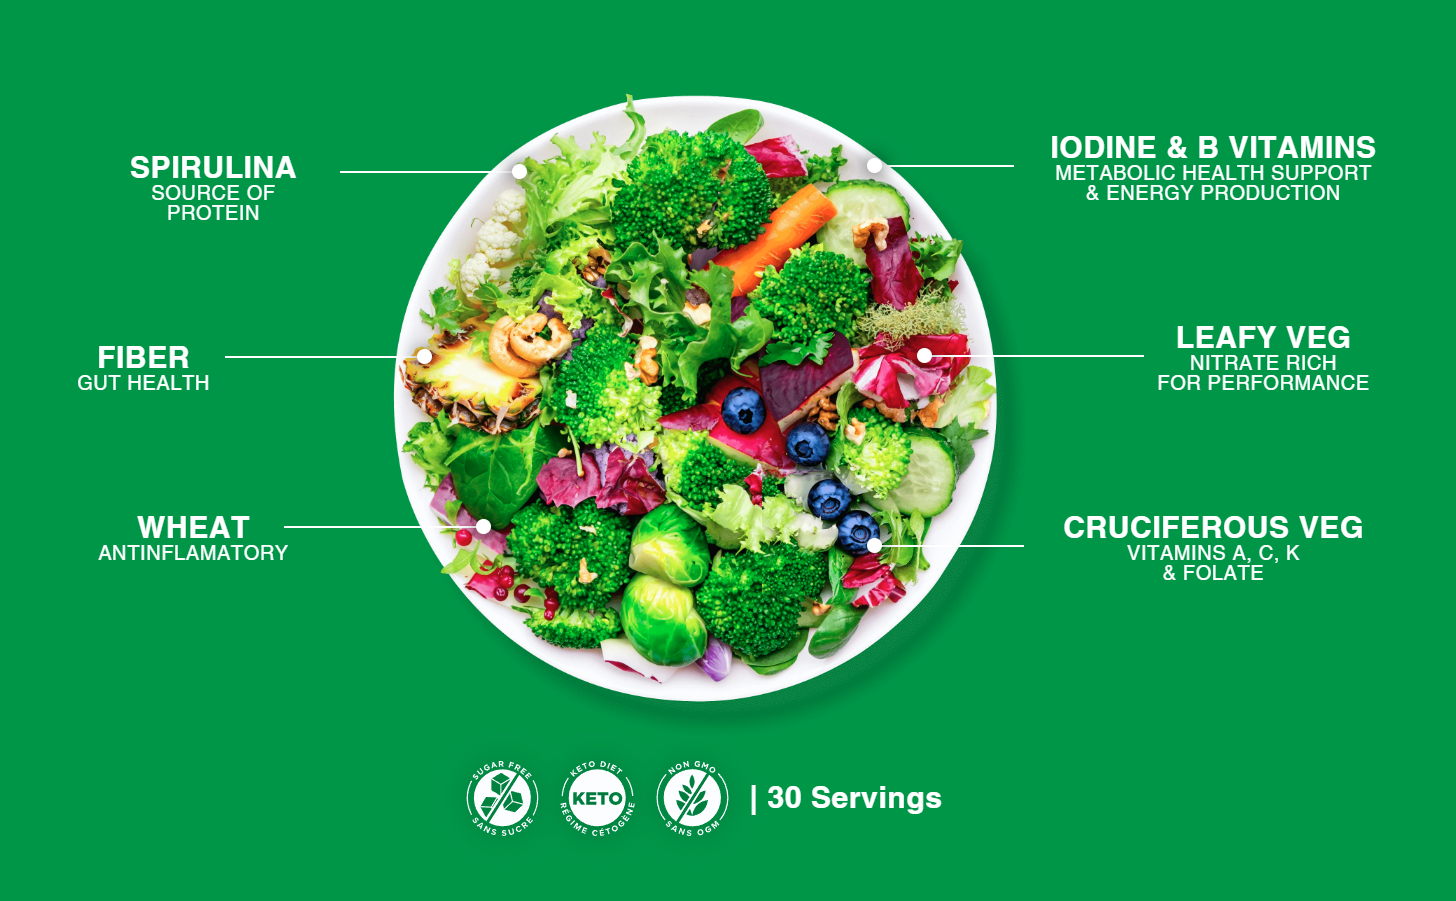 SPIRULINA
SOURCE OF
PROTEIN
FIBER
GUT HEALTH
WHEAT
ANTINFLAMATORY
IODINE & B VITAMINS
METABOLIC HEALTH SUPPORT
& ENERGY PRODUCTION
LEAFY VEG
NITRATE RICH
FOR PERFORMANCE
CRUCIFEROUS VEG
VITAMINS A, C, K
& FOLATE
SUGAR FREE
SANS SUCRE
KETO DIET
KETO
RÉGIME CÉTOGÈNE
NON GMO
SANS OGM
| 30 Servings